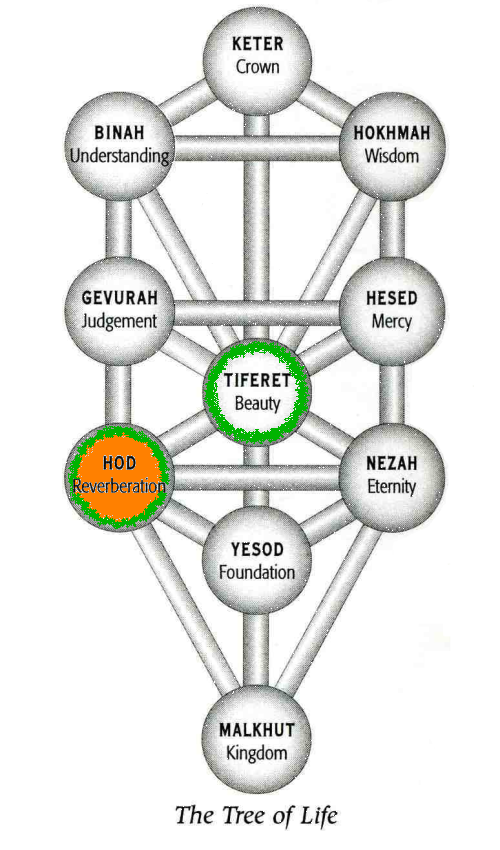 KETER
Crown
BINAH
Understanding
HOKHMAH
Wisdom
GEVURAH
Judgement
HESED
Mercy
TIFERET
Beauty
HOD
Reverberation
NEZAH
Eternity
YESOD
Foundation
MALKHUT
Kingdom
The Tree of Life